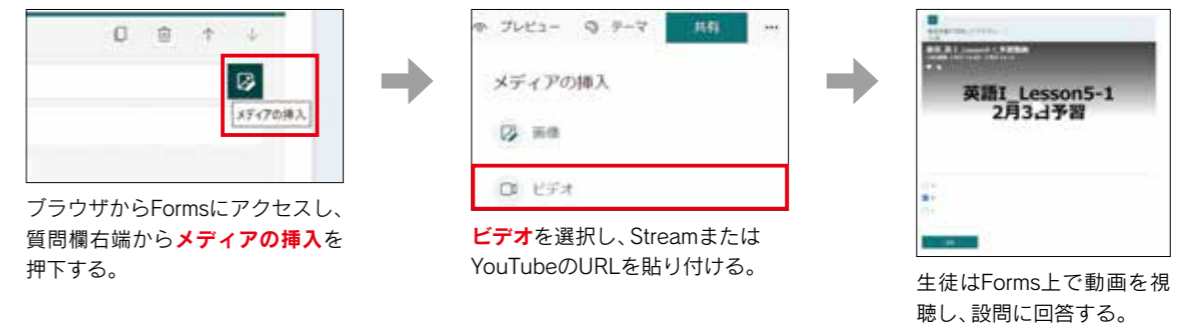 メディアの挿入
ブラウザからFormsにアクセスし、
質問欄右端からメディアの挿入を
押下する。
プレビュー テーマ 共有 …
メディアの挿入
画像
ビデオ
ビデオを選択し、Streamまたは
YouTubeのURLを貼り付ける。
英語I_Lesson5-1
2月3日予習
生徒はForms上で動画を視
聴し、設問に回答する。